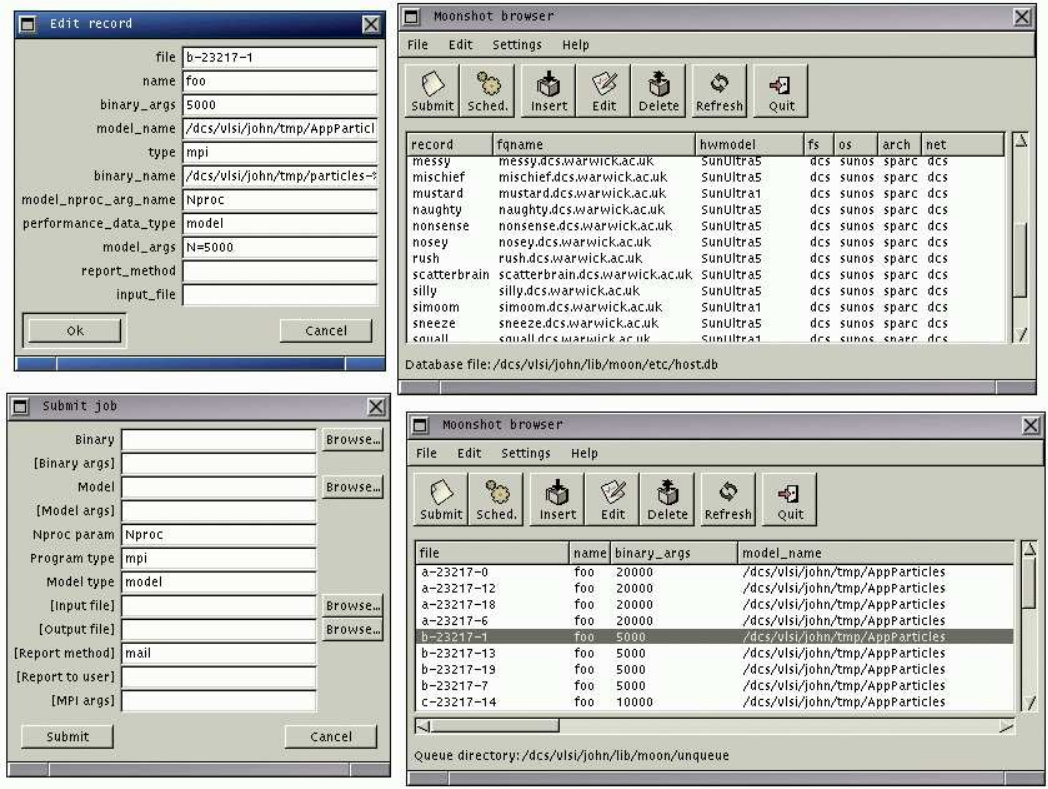 Edit record
file b-23217-1
name foo
binary_args 5000
model_name /dcs/vlsi/john/tmp/AppParticl
type mpi
binary_name /dcs/vlsi/john/tmp/particles-
model_nproc_arg_name Nproc
performance_data_type model
model_args N=5000
report_method
input_file
Ok Cancel
Moonshot browser
File Edit Settings Help
Submit Sched. Insert Edit Delete Refresh Quit
record fqname hwmodel fs os arch net
messy messy.dcs.warwick.ac.uk SunUltra5 dcs sunos sparc dcs
mischief mischief.dcs.warwick.ac.uk SunUltra5 dcs sunos sparc dcs
mustard mustard.dcs.warwick.ac.uk SunUltra1 dcs sunos sparc dcs
naughty naughty.dcs.warwick.ac.uk SunUltra5 dcs sunos sparc dcs
nonsense nonsense.dcs.warwick.ac.uk SunUltra5 dcs sunos sparc dcs
nosey nosey.dcs.warwick.ac.uk SunUltra5 dcs sunos sparc dcs
rush rush.dcs.warwick.ac.uk SunUltra5 dcs sunos sparc dcs
scatterbrain scatterbrain.dcs.warwick.ac.uk SunUltra5 dcs sunos sparc dcs
silly silly.dcs.warwick.ac.uk SunUltra5 dcs sunos sparc dcs
simoom simoom.dcs.warwick.ac.uk SunUltra1 dcs sunos sparc dcs
sneeze sneeze.dcs.warwick.ac.uk SunUltra5 dcs sunos sparc dcs
squall squall.dcs.warwick.ac.uk SunUltra1 dcs sunos sparc dcs
Database file: /dcs/vlsi/john/lib/moon/etc/host.db
Submit job
Binary Browse...
[Binary args]
Model Browse...
[Model args]
Nproc param Nproc
Program type mpi
Model type model
[Input file] Browse...
[Output file] Browse...
[Report method] mail
[Report to user]
[MPI args]
Submit Cancel
Moonshot browser
File Edit Settings Help
Submit Sched. Insert Edit Delete Refresh Quit
file name binary_args model_name
a-23217-0 foo 20000 /dcs/vlsi/john/tmp/AppParticles
a-23217-12 foo 20000 /dcs/vlsi/john/tmp/AppParticles
a-23217-18 foo 20000 /dcs/vlsi/john/tmp/AppParticles
a-23217-6 foo 20000 /dcs/vlsi/john/tmp/AppParticles
b-23217-1 foo 5000 /dcs/vlsi/john/tmp/AppParticles
b-23217-13 foo 5000 /dcs/vlsi/john/tmp/AppParticles
b-23217-19 foo 5000 /dcs/vlsi/john/tmp/AppParticles
b-23217-7 foo 5000 /dcs/vlsi/john/tmp/AppParticles
c-23217-14 foo 10000 /dcs/vlsi/john/tmp/AppParticles
Queue directory: /dcs/vlsi/john/lib/moon/unqueue